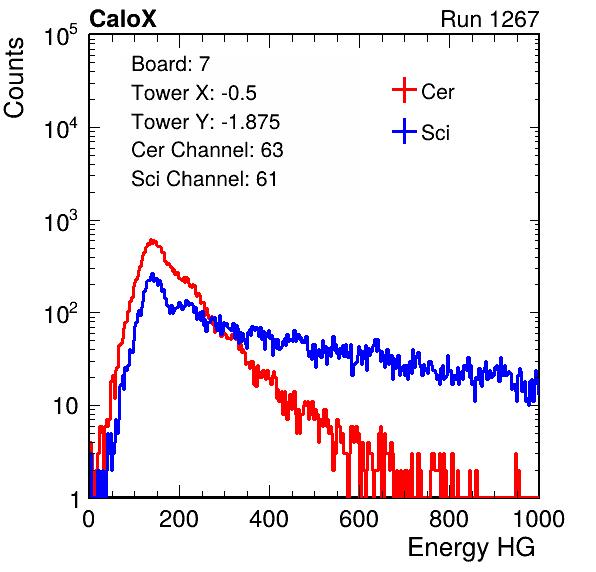 CaloX Run 1267
Counts
Board: 7
Tower X: -0.5
Tower Y: -1.875
Cer Channel: 63
Sci Channel: 61
Cer
Sci
10^5
10^4
10^3
10^2
10
1
0 200 400 600 800 1000
Energy HG